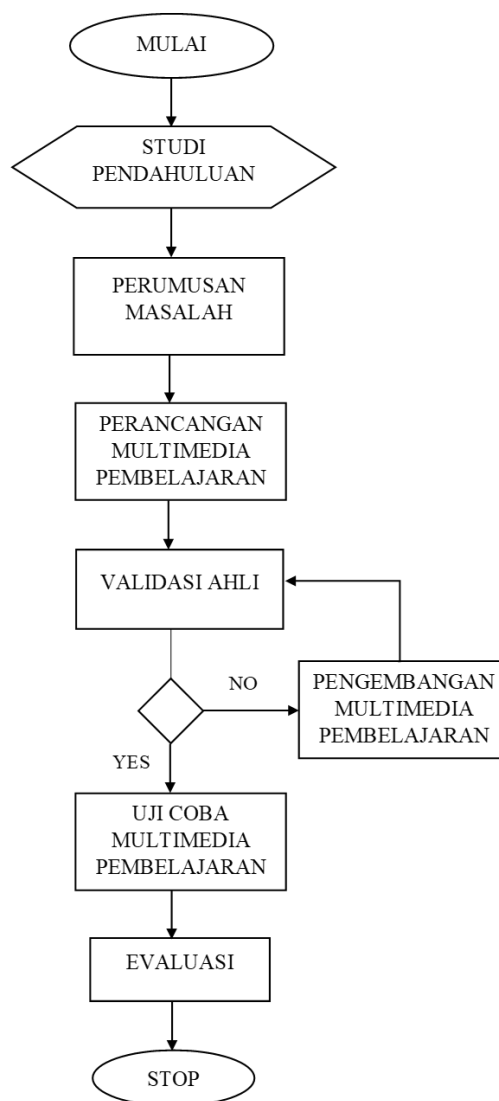 MULAI
STUDI
PENDAHULUAN
PERUMUSAN
MASALAH
PERANCANGAN
MULTIMEDIA
PEMBELAJARAN
VALIDASI AHLI
NO
PENGEMBANGAN
MULTIMEDIA
PEMBELAJARAN
YES
UJI COBA
MULTIMEDIA
PEMBELAJARAN
EVALUASI
STOP